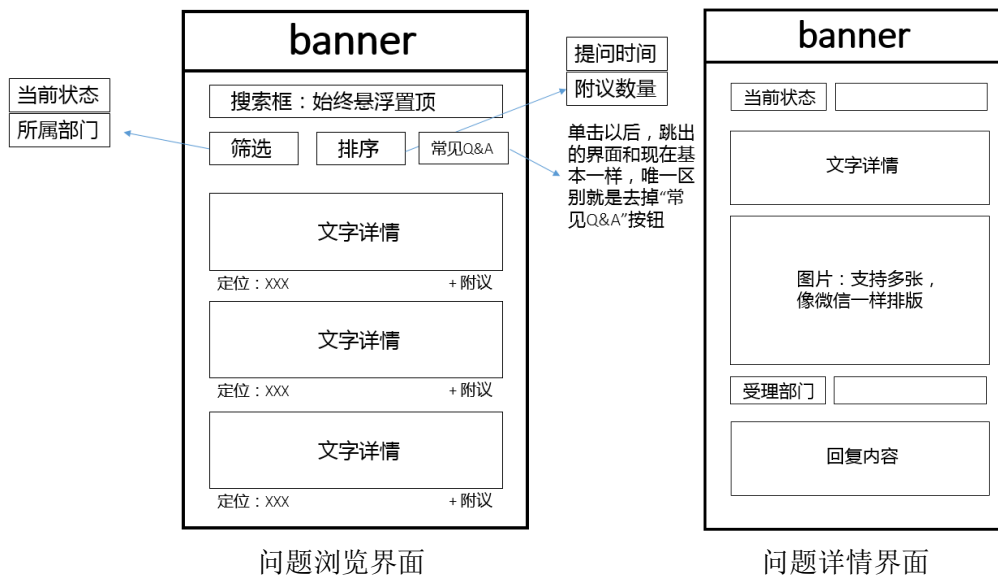 当前状态
所属部门
banner
搜索框：始终悬浮置顶
筛选
排序
常见Q&A
文字详情
定位：XXX
+ 附议
文字详情
定位：XXX
+ 附议
文字详情
定位：XXX
+ 附议
问题浏览界面
提问时间
附议数量
单击以后，跳出
的界面和现在基
本一样，唯一区
别就是去掉“常
见Q&A”按钮
banner
当前状态
文字详情
图片：支持多张，
像微信一样排版
受理部门
回复内容
问题详情界面